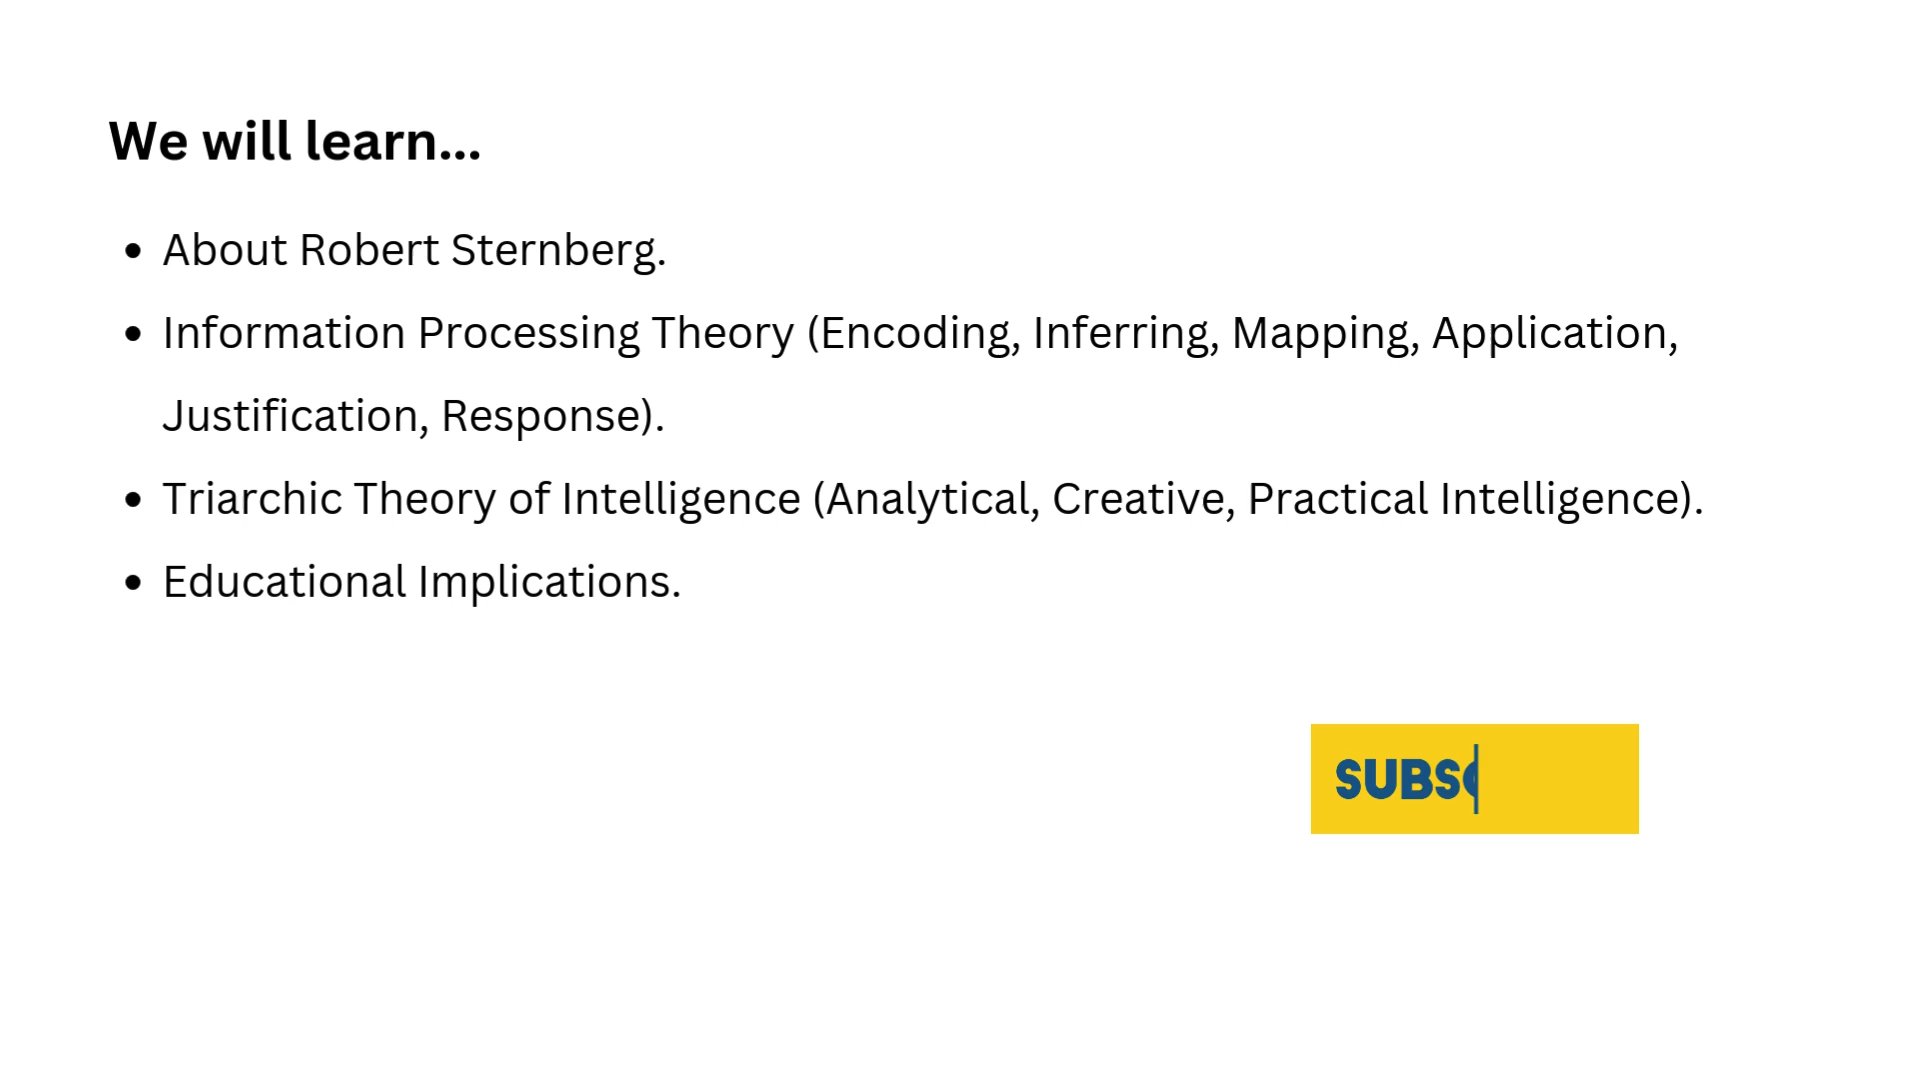 We will learn...
• About Robert Sternberg.
• Information Processing Theory (Encoding, Inferring, Mapping, Application,
Justification, Response).
• Triarchic Theory of Intelligence (Analytical, Creative, Practical Intelligence).
• Educational Implications.
SUBSC